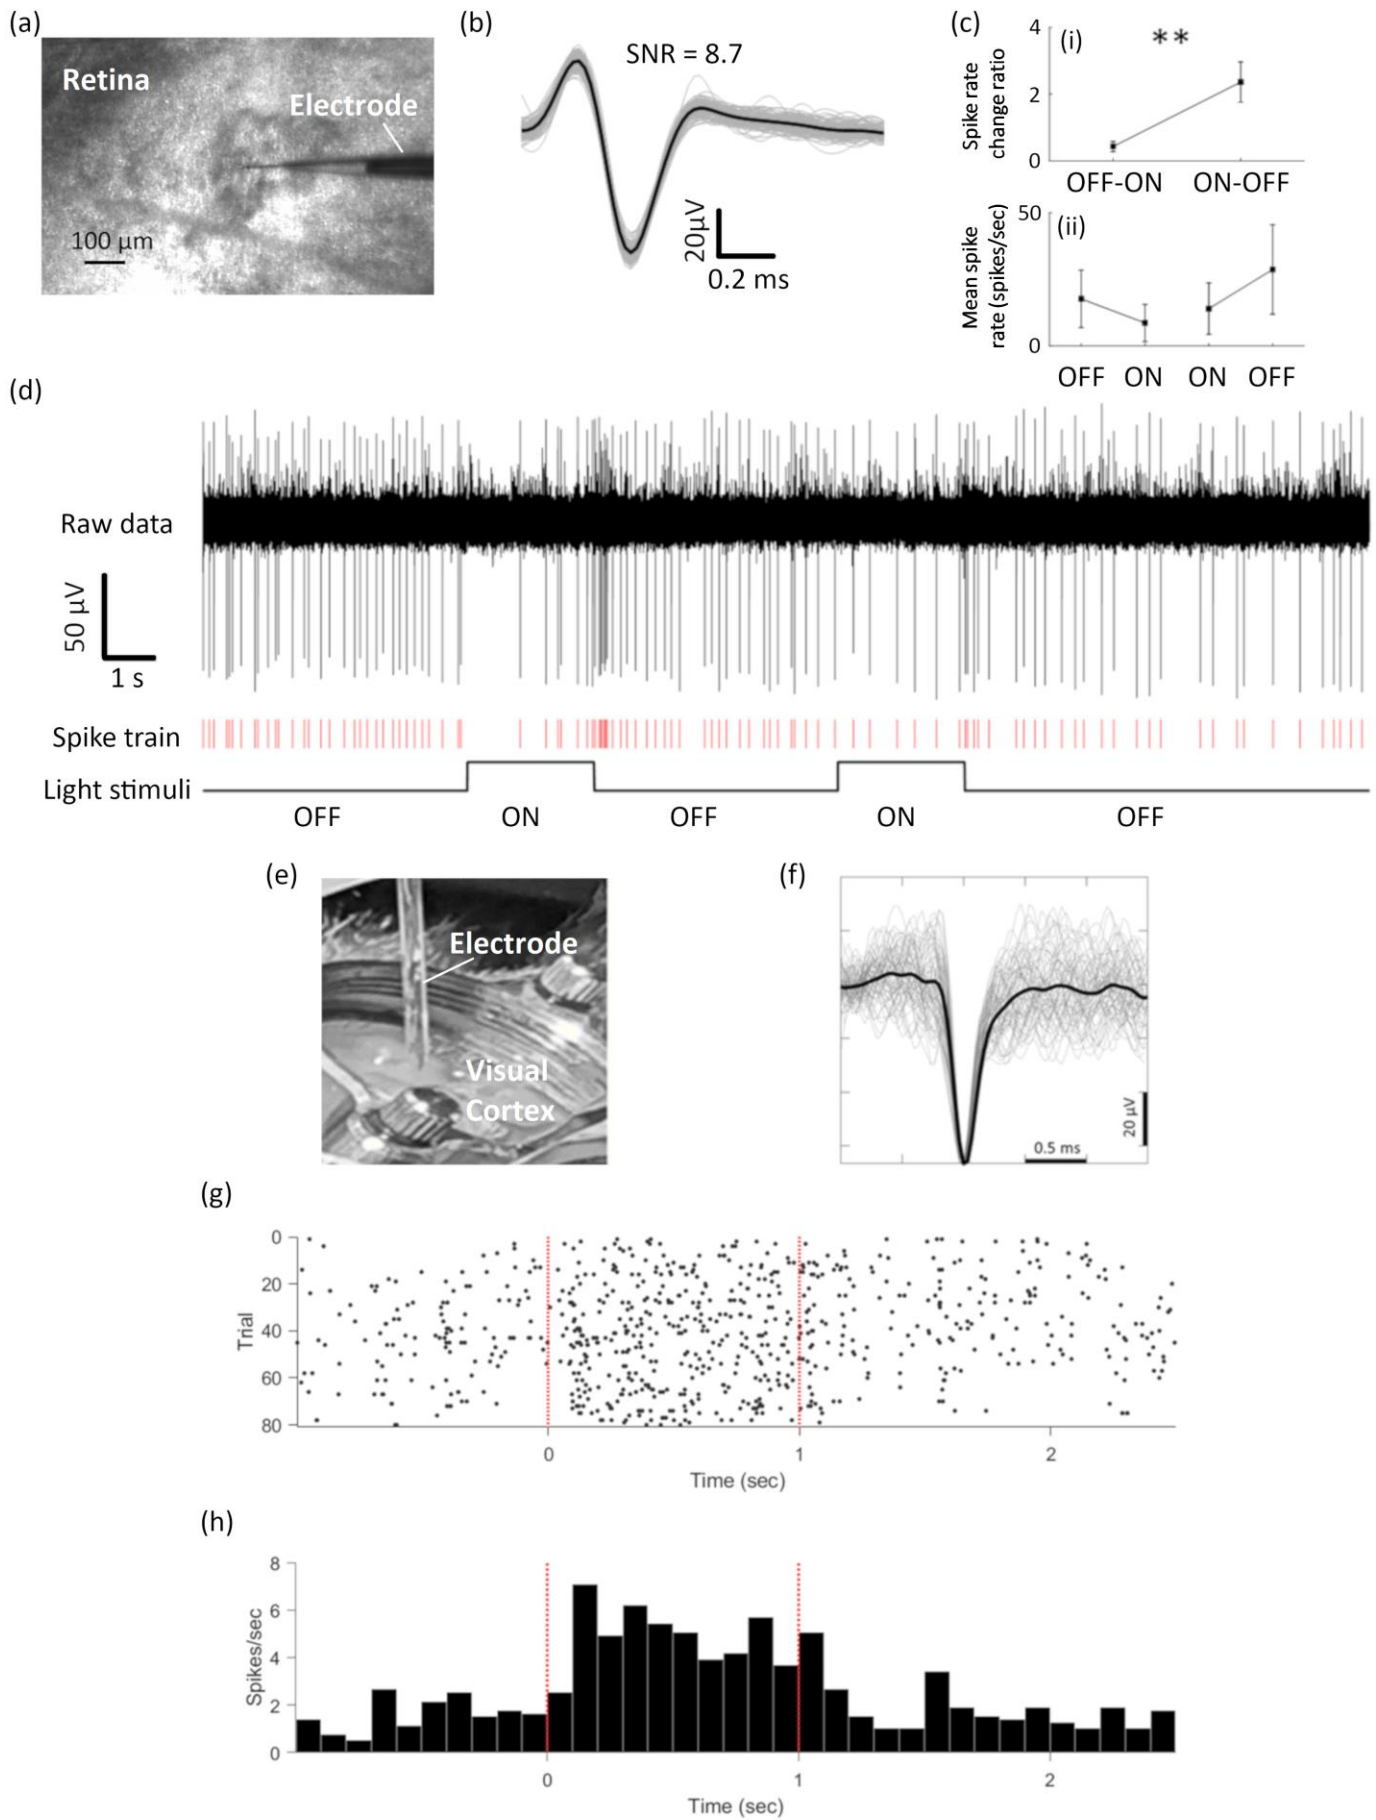 (a)
Retina
Electrode
100 µm
(b)
SNR = 8.7
20µV
0.2 ms
(c)
(i)
**
Spike rate
change ratio
4
2
0
OFF-ON ON-OFF
(ii)
Mean spike
rate (spikes/sec)
50
0
OFF ON ON OFF
(d)
Raw data
50 µV
1 s
Spike train
Light stimuli
OFF ON OFF ON OFF
(e)
Electrode
Visual
Cortex
(f)
20 µV
0.5 ms
(g)
Trial
0
20
40
60
80
0 1 2
Time (sec)
(h)
Spikes/sec
8
6
4
2
0
0 1 2
Time (sec)